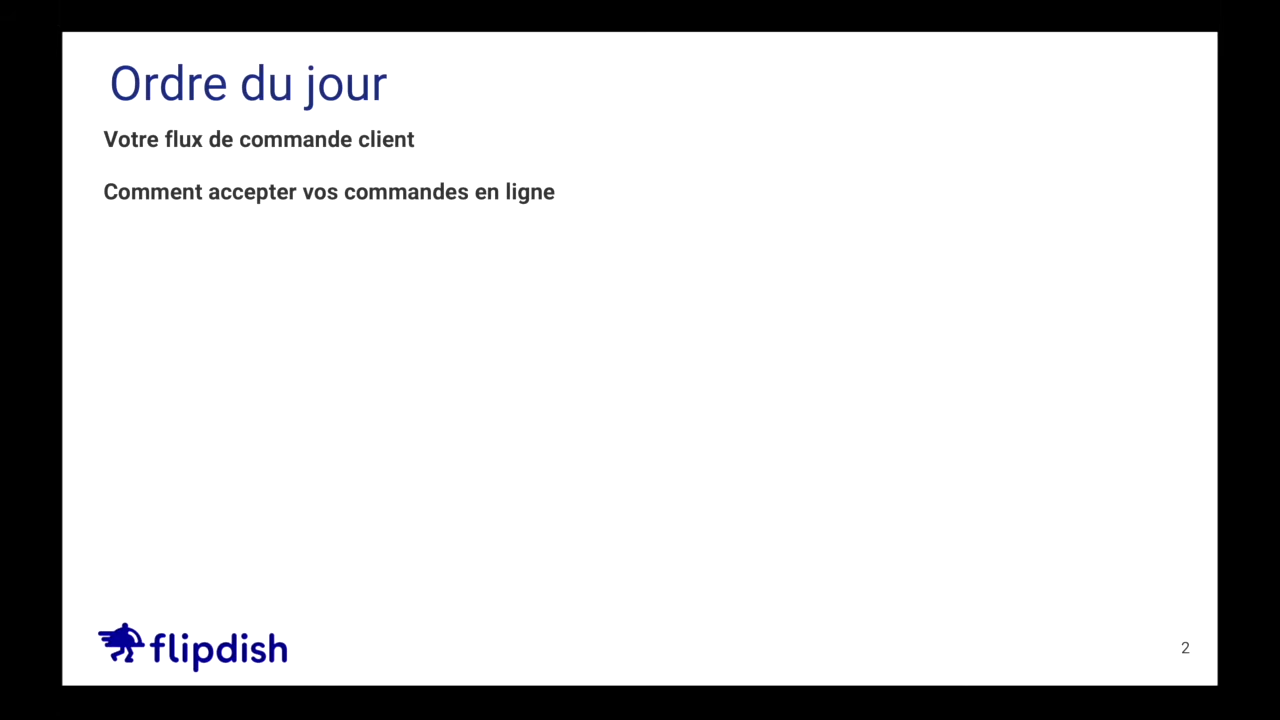 Ordre du jour
Votre flux de commande client
Comment accepter vos commandes en ligne
flipdish
2